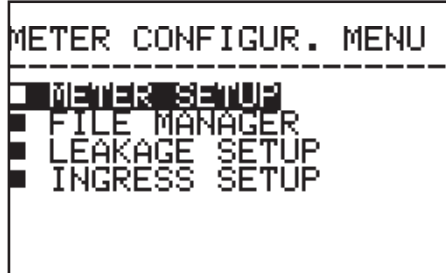 METER CONFIGUR. MENU
METER SETUP
FILE MANAGER
LEAKAGE SETUP
INGRESS SETUP